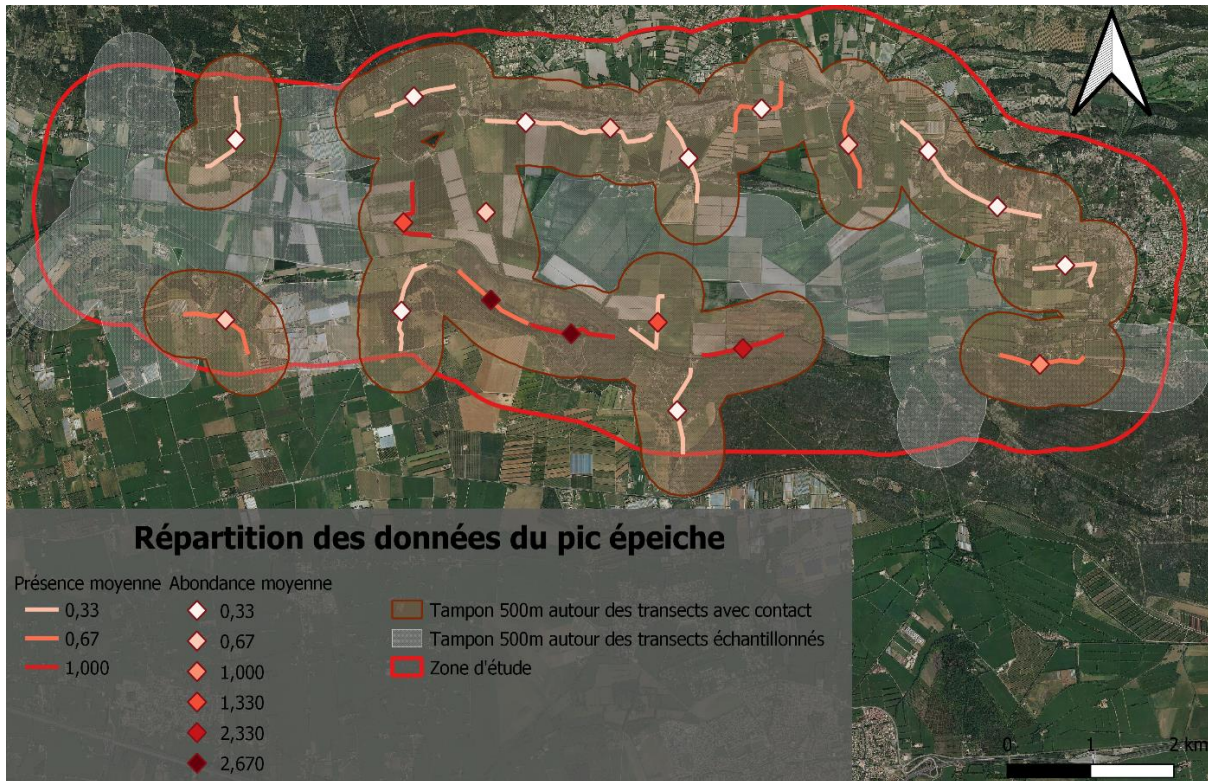 Répartition des données du pic épeiche
Présence moyenne Abondance moyenne
0,33
0,67
1,000
0,33
0,67
1,000
1,330
2,330
2,670
Tampon 500m autour des transects avec contact
Tampon 500m autour des transects échantillonnés
Zone d'étude
0 1 2 km